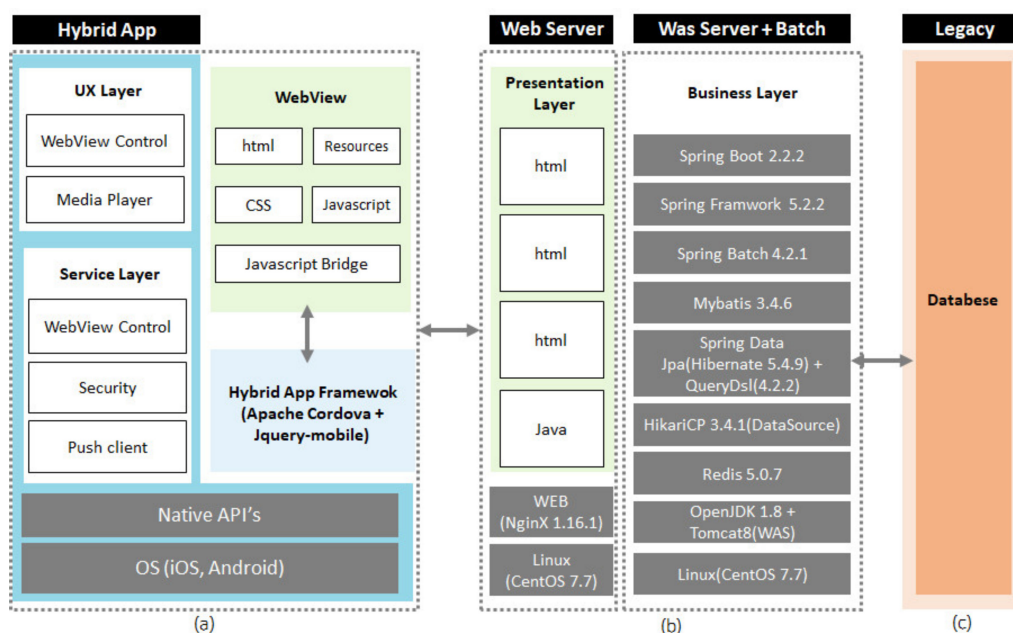 Hybrid App
UX Layer
WebView Control
Media Player
Service Layer
WebView Control
Security
Push client
WebView
html
Resources
CSS
Javascript
Javascript Bridge
Hybrid App Framewok
(Apache Cordova +
Jquery-mobile)
Native API's
OS (iOS, Android)
(a)
Web Server
Presentation
Layer
html
html
html
Java
WEB
(NginX 1.16.1)
Linux
(CentOS 7.7)
Was Server + Batch
Business Layer
Spring Boot 2.2.2
Spring Framwork 5.2.2
Spring Batch 4.2.1
Mybatis 3.4.6
Spring Data
Jpa(Hibernate 5.4.9) +
QueryDsl(4.2.2)
HikariCP 3.4.1(DataSource)
Redis 5.0.7
OpenJDK 1.8 +
Tomcat8(WAS)
Linux(CentOS 7.7)
(b)
Legacy
Databese
(c)